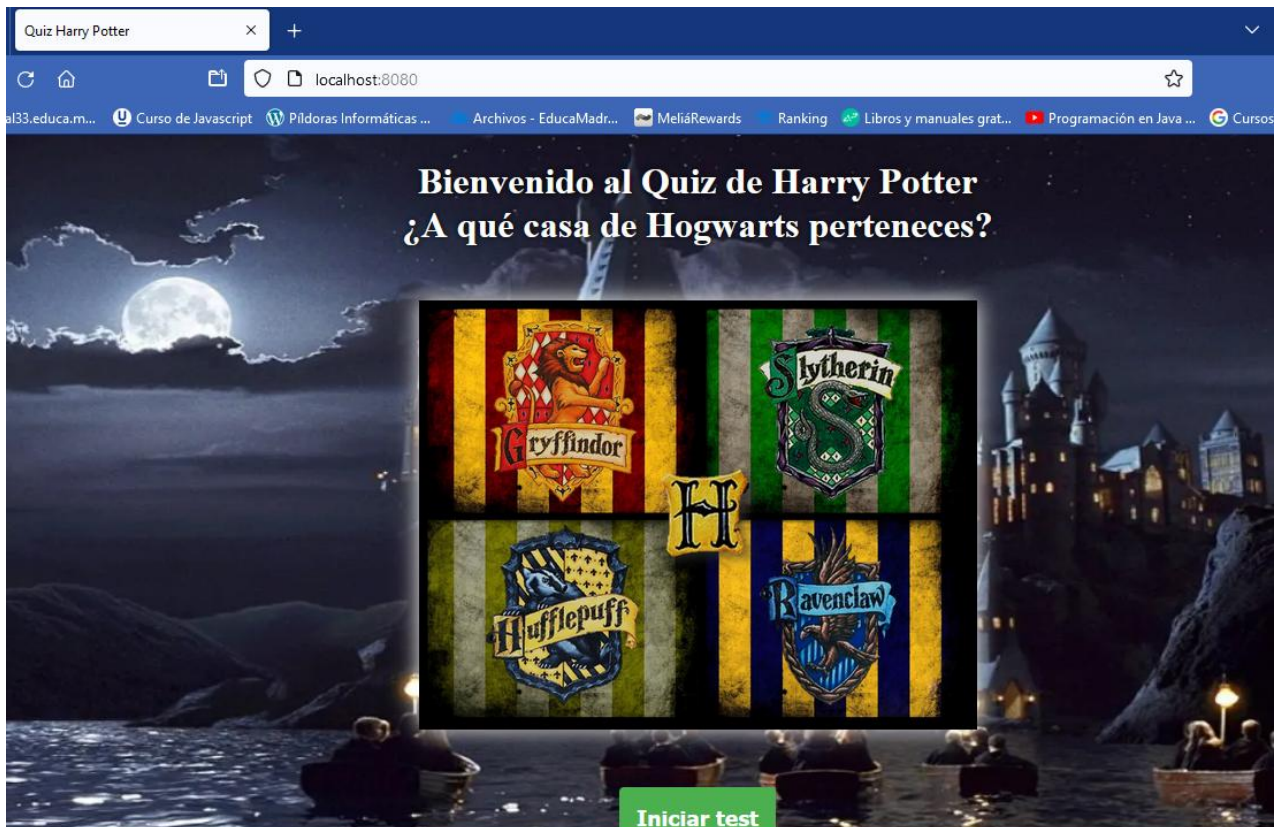 Quiz Harry Potter
localhost:8080
al33.educa.m... Curso de Javascript Píldoras Informáticas ... Archivos - EducaMadr... MeliáRewards Ranking Libros y manuales grat... Programación en Java ... Cursos
Bienvenido al Quiz de Harry Potter
¿A qué casa de Hogwarts perteneces?
Gryffindor
Slytherin
H
Hufflepuff
Ravenclaw
Iniciar test